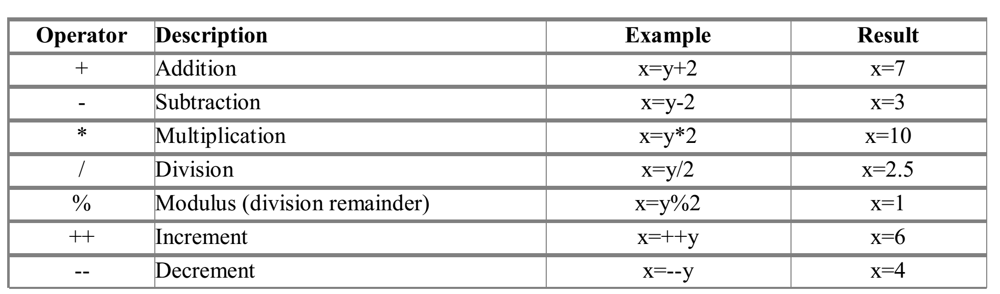 Operator Description Example Result
+ Addition x=y+2 x=7
- Subtraction x=y-2 x=3
* Multiplication x=y*2 x=10
/ Division x=y/2 x=2.5
% Modulus (division remainder) x=y%2 x=1
++ Increment x=++y x=6
-- Decrement x=--y x=4